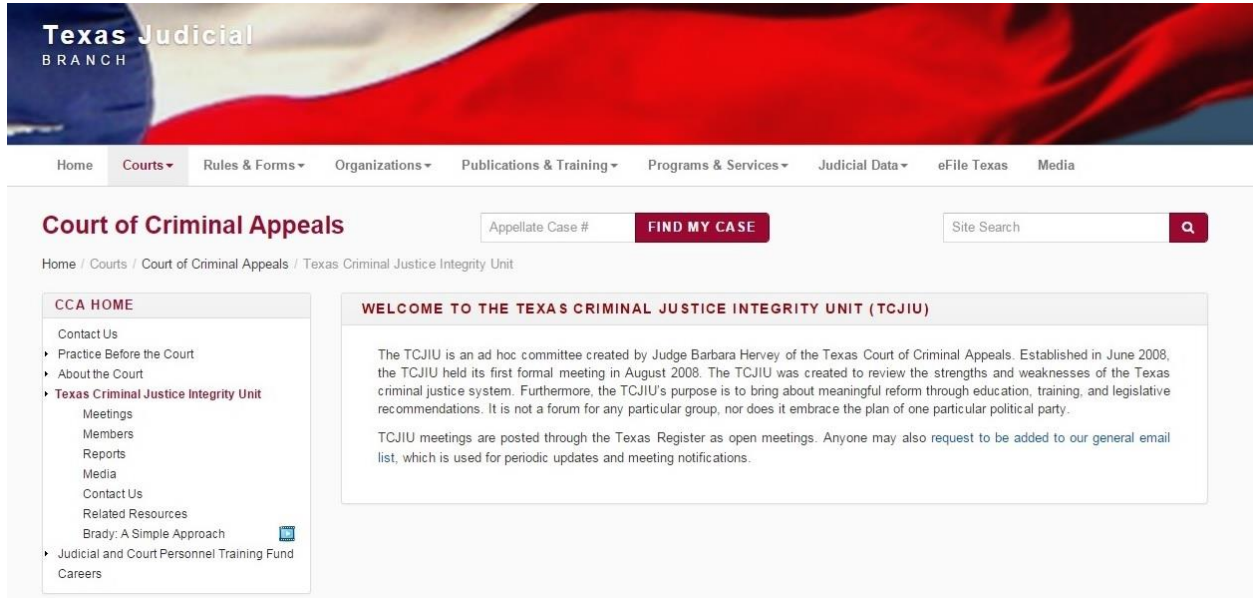 Texas Judicial
BRANCH
Home Courts Rules & Forms Organizations Publications & Training Programs & Services Judicial Data eFile Texas Media
Court of Criminal Appeals
Appellate Case # FIND MY CASE
Site Search
Home / Courts / Court of Criminal Appeals / Texas Criminal Justice Integrity Unit
CCA HOME
Contact Us
Practice Before the Court
About the Court
Texas Criminal Justice Integrity Unit
Meetings
Members
Reports
Media
Contact Us
Related Resources
Brady: A Simple Approach
Judicial and Court Personnel Training Fund
Careers
WELCOME TO THE TEXAS CRIMINAL JUSTICE INTEGRITY UNIT (TCJIU)
The TCJIU is an ad hoc committee created by Judge Barbara Hervey of the Texas Court of Criminal Appeals. Established in June 2008,
the TCJIU held its first formal meeting in August 2008. The TCJIU was created to review the strengths and weaknesses of the Texas
criminal justice system. Furthermore, the TCJIU's purpose is to bring about meaningful reform through education, training, and legislative
recommendations. It is not a forum for any particular group, nor does it embrace the plan of one particular political party.
TCJIU meetings are posted through the Texas Register as open meetings. Anyone may also request to be added to our general email
list, which is used for periodic updates and meeting notifications.